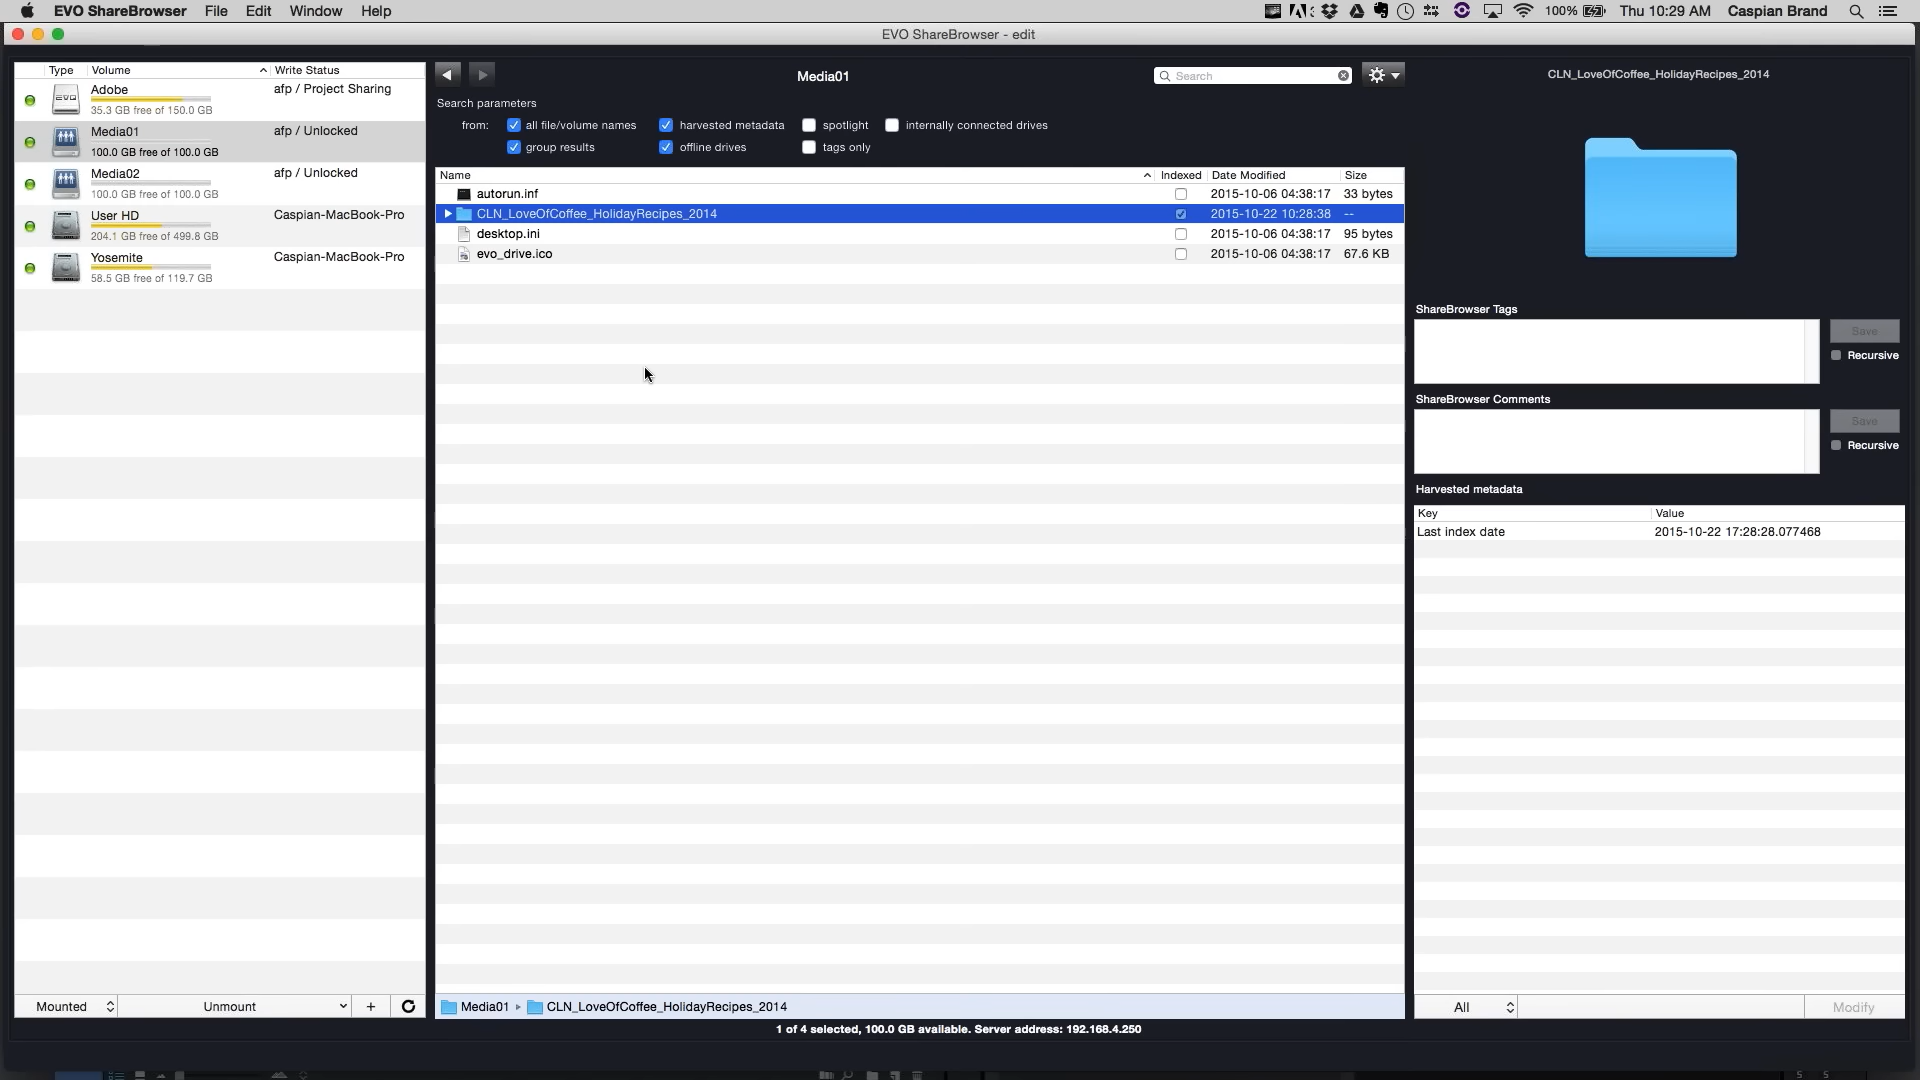 EVO ShareBrowser File Edit Window Help 100% Thu 10:29 AM Caspian Brand
EVO ShareBrowser - edit
Type Volume Write Status
Adobe afp / Project Sharing
35.3 GB free of 150.0 GB
Media01 afp / Unlocked
100.0 GB free of 100.0 GB
Media02 afp / Unlocked
100.0 GB free of 100.0 GB
User HD Caspian-MacBook-Pro
204.1 GB free of 499.8 GB
Yosemite Caspian-MacBook-Pro
58.5 GB free of 119.7 GB
Mounted Unmount +
Media01 Search
Search parameters
from: all file/volume names harvested metadata spotlight internally connected drives
group results offline drives tags only
Name Indexed Date Modified Size
autorun.inf 2015-10-06 04:38:17 33 bytes
CLN_LoveOfCoffee_HolidayRecipes_2014 2015-10-22 10:28:38 --
desktop.ini 2015-10-06 04:38:17 95 bytes
evo_drive.ico 2015-10-06 04:38:17 67.6 KB
Media01 CLN_LoveOfCoffee_HolidayRecipes_2014
1 of 4 selected, 100.0 GB available. Server address: 192.168.4.250
CLN_LoveOfCoffee_HolidayRecipes_2014
ShareBrowser Tags
Save
Recursive
ShareBrowser Comments
Save
Recursive
Harvested metadata
Key Value
Last index date 2015-10-22 17:28:28.077468
All Modify